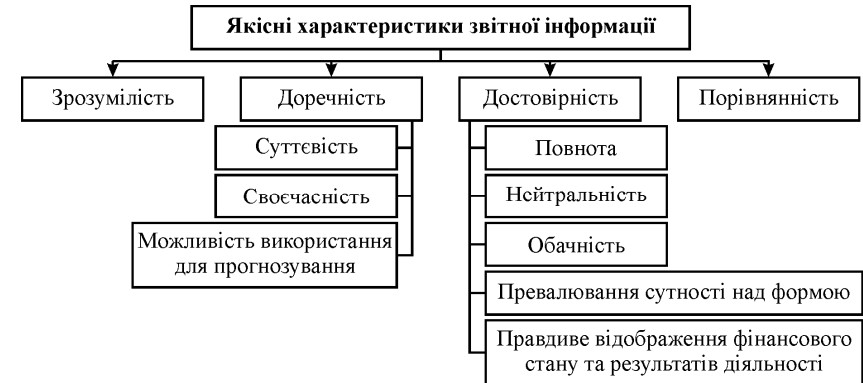 Якісні характеристики звітної інформації
Зрозумілість
Доречність
Достовірність
Порівнянність
Суттєвість
Своєчасність
Можливість використання
для прогнозування
Повнота
Нєйтральність
Обачність
Превалювання сутності над формою
Правдиве відображення фінансового
стану та результатів діяльності